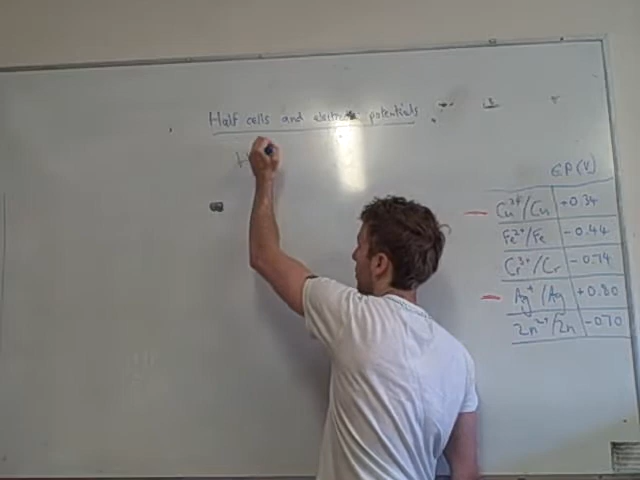 Half cells and electrode potentials
EP(V)
Cu²⁺/Cu +0.34
Fe²⁺/Fe -0.44
Cr³⁺/Cr -0.74
Ag⁺/Ag +0.80
Zn²⁺/Zn -0.70